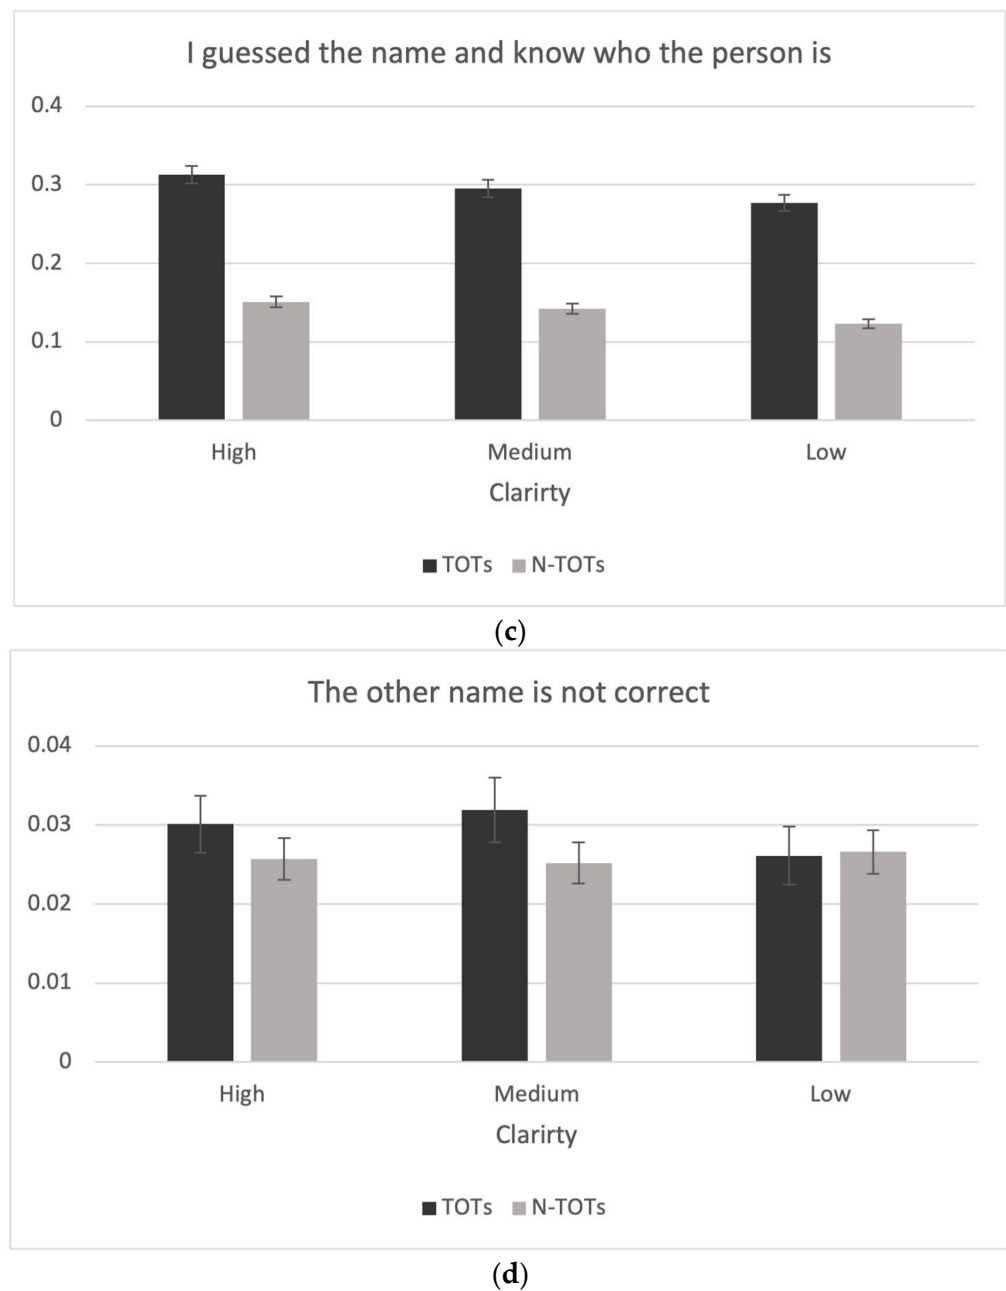 I guessed the name and know who the person is
0.4
0.3
0.2
0.1
0
High Medium Low
Clarirty
TOTs N-TOTs
(c)
The other name is not correct
0.04
0.03
0.02
0.01
0
High Medium Low
Clarirty
TOTs N-TOTs
(d)